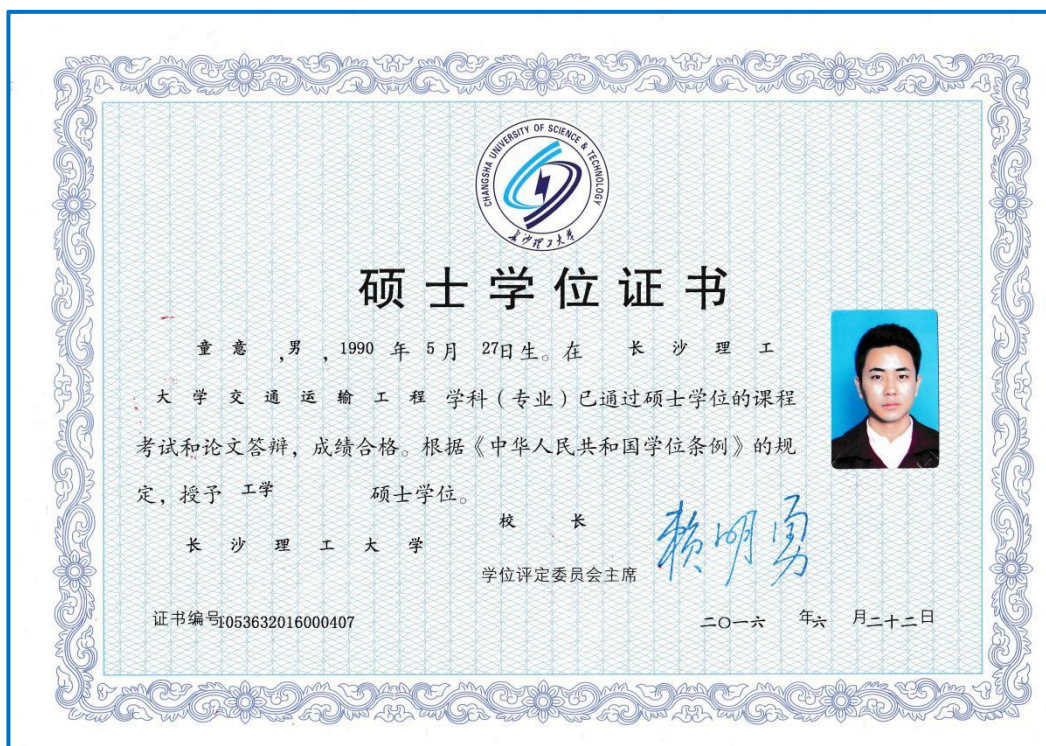 CHANGSHA UNIVERSITY OF SCIENCE & TECHNOLOGY
长沙理工大学
硕士学位证书
童意,男,1990年5月27日生。在长沙理工
大学交通运输工程学科(专业)已通过硕士学位的课程
考试和论文答辩,成绩合格。根据《中华人民共和国学位条例》的规
定,授予工学硕士学位。
校长
长沙理工大学
赖明勇
学位评定委员会主席
证书编号1053632016000407
二〇一六年六月二十二日